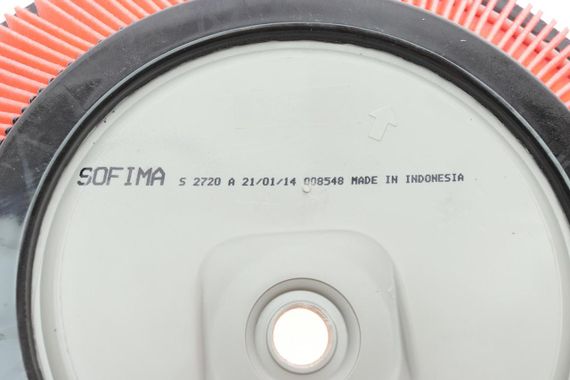 SOFIMA S 2720 A 21/01/14 008548 MADE IN INDONESIA